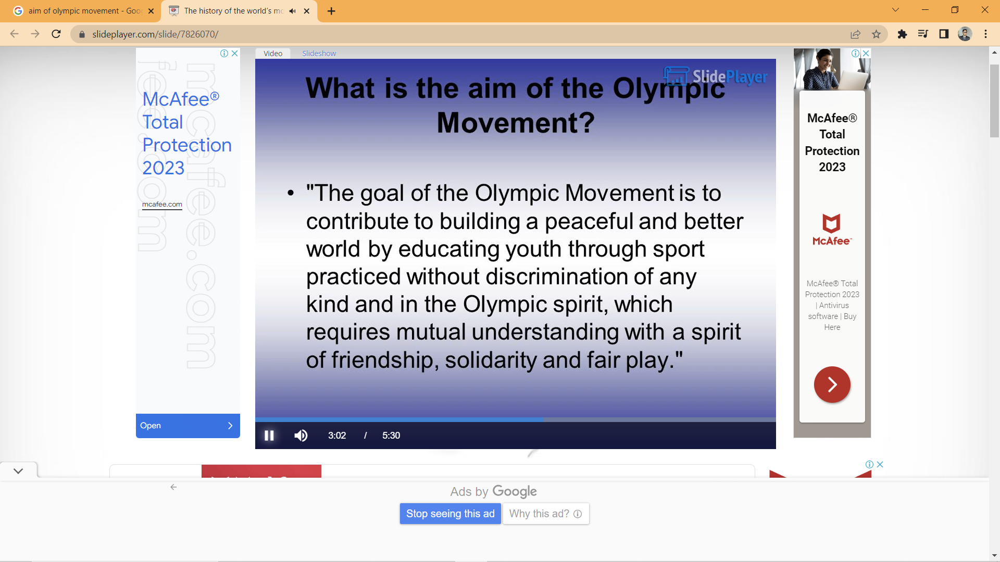 aim of olympic movement - Goo
The history of the world's mo
slideplayer.com/slide/7826070/
Video
Slideshow
McAfee®
Total
Protection
2023
mcafee.com
mcafee.com
fee.com
Open
SlidePlayer
What is the aim of the Olympic
Movement?
• "The goal of the Olympic Movement is to
contribute to building a peaceful and better
world by educating youth through sport
practiced without discrimination of any
kind and in the Olympic spirit, which
requires mutual understanding with a spirit
of friendship, solidarity and fair play."
3:02 / 5:30
McAfee®
Total
Protection
2023
McAfee™
McAfee® Total
Protection 2023
| Antivirus
software | Buy
Here
Ads by Google
Stop seeing this ad
Why this ad?